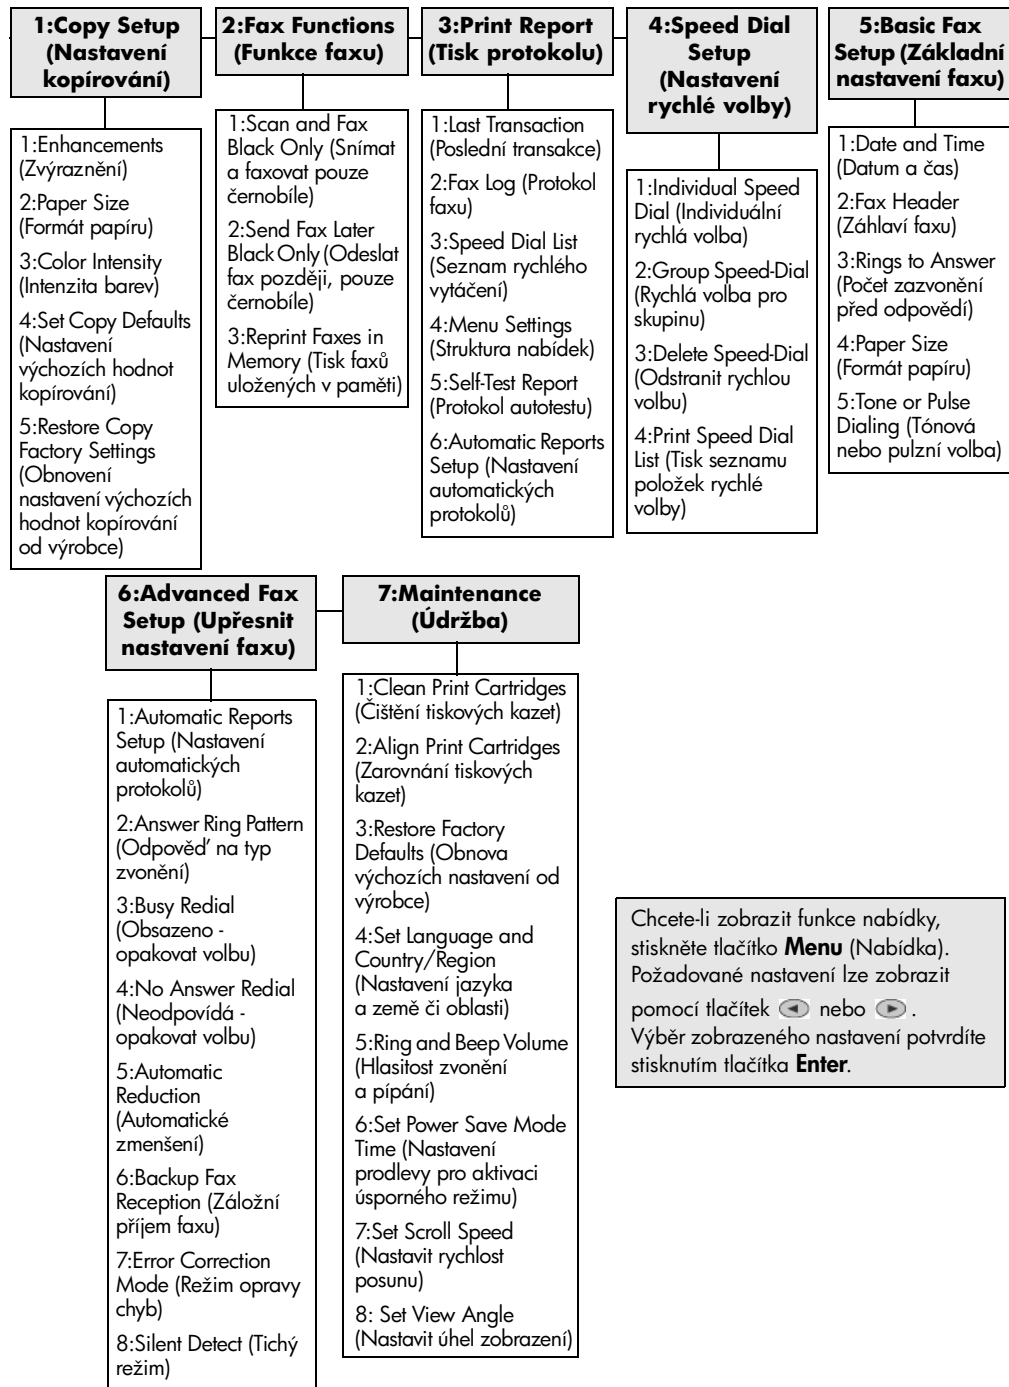 1:Copy Setup
(Nastavení
kopírování)
1:Enhancements
(Zvýraznění)
2:Paper Size
(Formát papíru)
3:Color Intensity
(Intenzita barev)
4:Set Copy Defaults
(Nastavení
výchozích hodnot
kopírování)
5:Restore Copy
Factory Settings
(Obnovení
nastavení výchozích
hodnot kopírování
od výrobce)
2:Fax Functions
(Funkce faxu)
1:Scan and Fax
Black Only (Snímat
a faxovat pouze
černobíle)
2:Send Fax Later
Black Only (Odeslat
fax později, pouze
černobíle)
3:Reprint Faxes in
Memory (Tisk faxů
uložených v paměti)
3:Print Report
(Tisk protokolu)
1:Last Transaction
(Poslední transakce)
2:Fax Log (Protokol
faxu)
3:Speed Dial List
(Seznam rychlého
vytáčení)
4:Menu Settings
(Struktura nabídek)
5:Self-Test Report
(Protokol autotestu)
6:Automatic Reports
Setup (Nastavení
automatických
protokolů)
4:Speed Dial
Setup
(Nastavení
rychlé volby)
1:Individual Speed
Dial (Individuální
rychlá volba)
2:Group Speed-Dial
(Rychlá volba pro
skupinu)
3:Delete Speed-Dial
(Odstranit rychlou
volbu)
4:Print Speed Dial
List (Tisk seznamu
položek rychlé
volby)
5:Basic Fax
Setup (Základní
nastavení faxu)
1:Date and Time
(Datum a čas)
2:Fax Header
(Záhlaví faxu)
3:Rings to Answer
(Počet zazvonění
před odpovědí)
4:Paper Size
(Formát papíru)
5:Tone or Pulse
Dialing (Tónová
nebo pulzní volba)
6:Advanced Fax
Setup (Upřesnit
nastavení faxu)
1:Automatic Reports
Setup (Nastavení
automatických
protokolů)
2:Answer Ring Pattern
(Odpověď na typ
zvonění)
3:Busy Redial
(Obsazeno -
opakovat volbu)
4:No Answer Redial
(Neodpovídá -
opakovat volbu)
5:Automatic
Reduction
(Automatické
zmenšení)
6:Backup Fax
Reception (Záložní
příjem faxu)
7:Error Correction
Mode (Režim opravy
chyb)
8:Silent Detect (Tichý
režim)
7:Maintenance
(Údržba)
1:Clean Print Cartridges
(Čištění tiskových kazet)
2:Align Print Cartridges
(Zarovnání tiskových
kazet)
3:Restore Factory
Defaults (Obnova
výchozích nastavení od
výrobce)
4:Set Language and
Country/Region
(Nastavení jazyka
a země či oblasti)
5:Ring and Beep Volume
(Hlasitost zvonění
a pípání)
6:Set Power Save Mode
Time (Nastavení
prodlevy pro aktivaci
úsporného režimu)
7:Set Scroll Speed
(Nastavit rychlost
posunu)
8: Set View Angle
(Nastavit úhel zobrazení)
Chcete-li zobrazit funkce nabídky,
stiskněte tlačítko Menu (Nabídka).
Požadované nastavení lze zobrazit
pomocí tlačítek nebo .
Výběr zobrazeného nastavení potvrdíte
stisknutím tlačítka Enter.